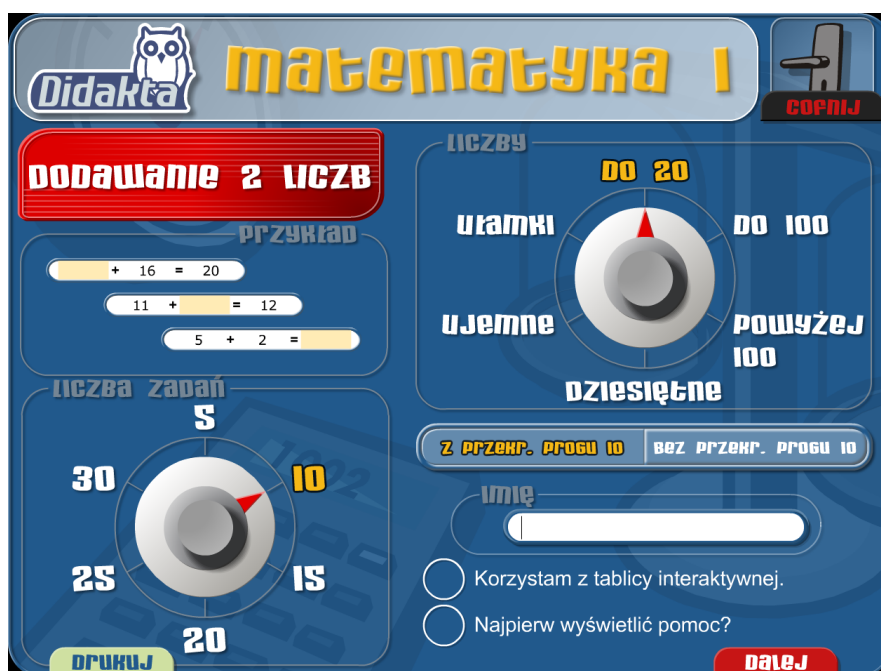 Didakta
matematyka 1
COFNIJ
DODAWANIE 2 LICZB
PRZYKŁAD
+ 16 = 20
11 + = 12
5 + 2 =
LICZBA ZADAŃ
5
10
15
20
25
30
DRUKUJ
LICZBY
DO 20
DO 100
POWYŻEJ
100
DZIESIĘTNE
UJEMNE
UŁAMKI
Z PRZEKR. PROGU 10
BEZ PRZEKR. PROGU 10
IMIĘ
Korzystam z tablicy interaktywnej.
Najpierw wyświetlić pomoc?
DALEJ